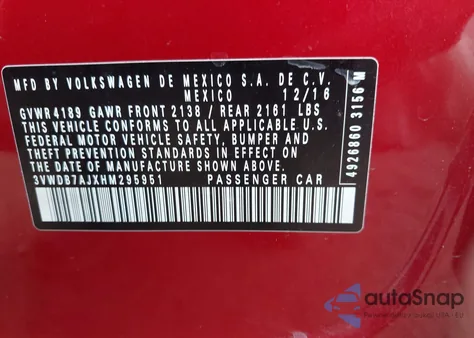 MFD BY VOLKSWAGEN DE MEXICO S.A. DE C.V.
MEXICO 12/16
GVWR 4189 GAWR FRONT 2138 / REAR 2161 LBS
THIS VEHICLE CONFORMS TO ALL APPLICABLE U.S.
FEDERAL MOTOR VEHICLE SAFETY, BUMPER, AND
THEFT PREVENTION STANDARDS IN EFFECT ON THE
DATE OF MANUFACTURE SHOWN ABOVE.
3VWDB7AJXHM295951 PASSENGER CAR
4926860 3156 M
autoSnap